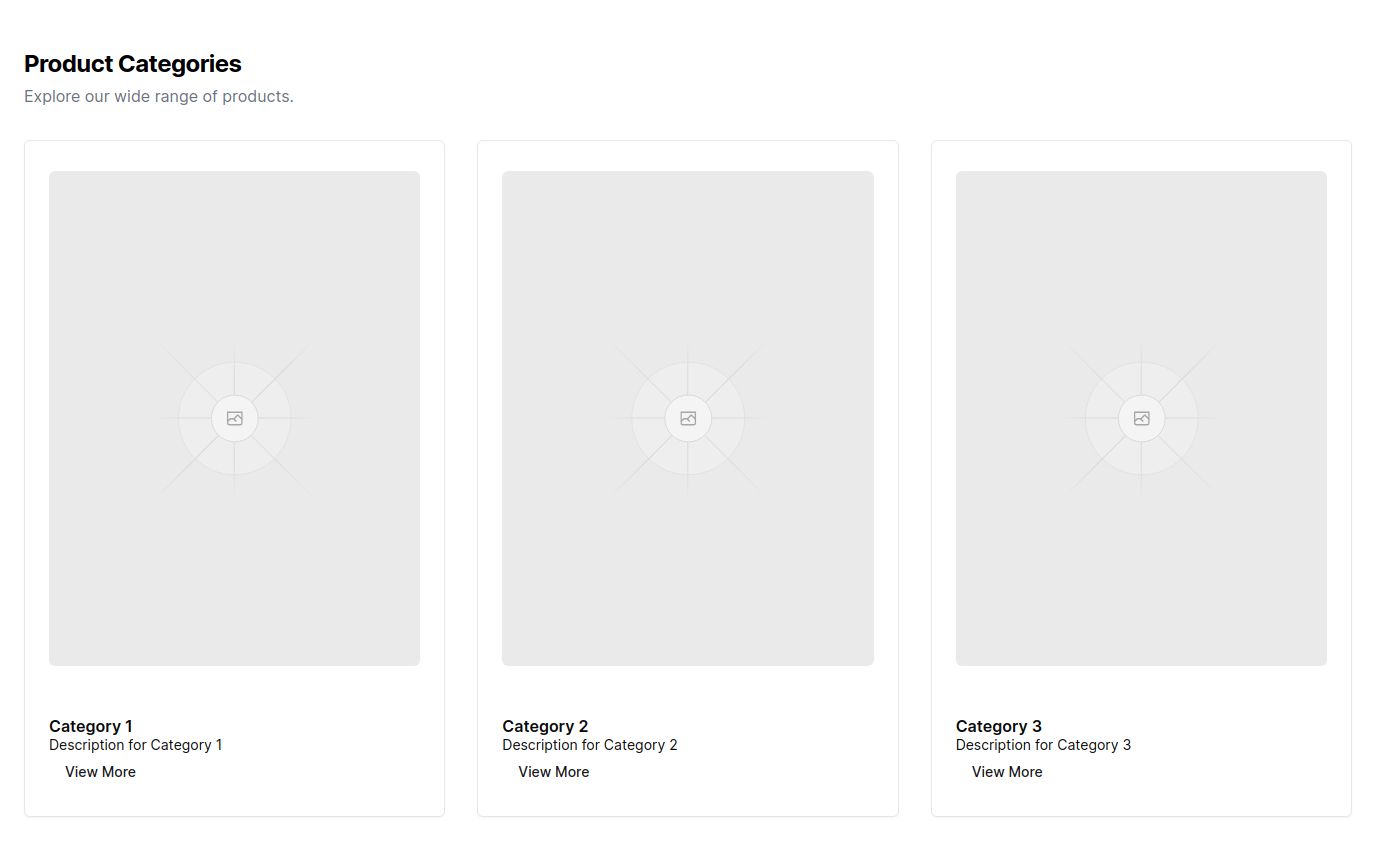 Product Categories
Explore our wide range of products.
Category 1
Description for Category 1
View More
Category 2
Description for Category 2
View More
Category 3
Description for Category 3
View More